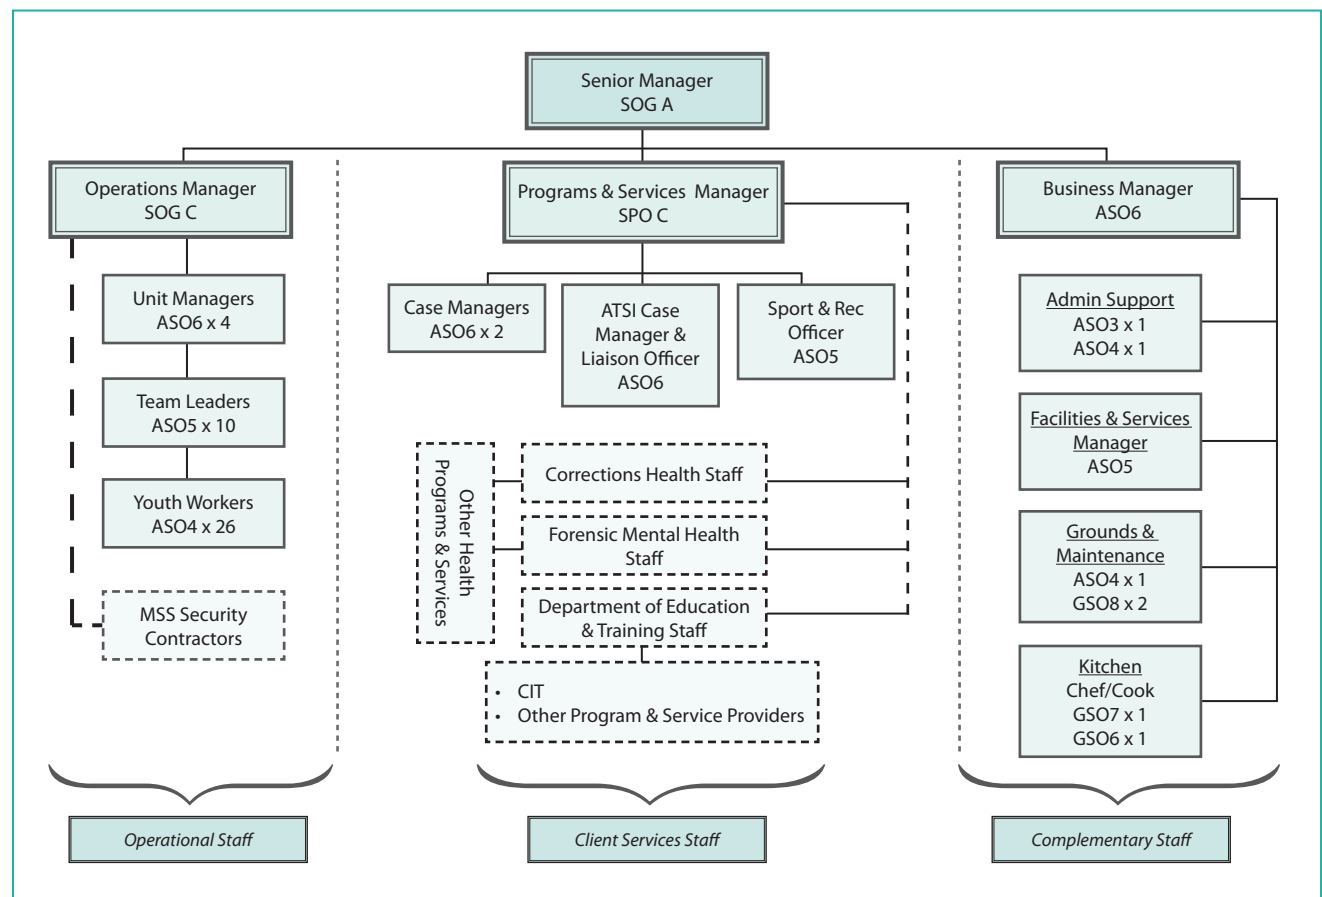 Senior Manager
SOG A
Operations Manager
SOG C
Programs & Services Manager
SPO C
Business Manager
ASO6
Unit Managers
ASO6 x 4
Team Leaders
ASO5 x 10
Youth Workers
ASO4 x 26
MSS Security
Contractors
Case Managers
ASO6 x 2
ATSI Case
Manager &
Liaison Officer
ASO6
Sport & Rec
Officer
ASO5
Other Health
Programs & Services
Corrections Health Staff
Forensic Mental Health
Staff
Department of Education
& Training Staff
• CIT
• Other Program & Service Providers
Admin Support
ASO3 x 1
ASO4 x 1
Facilities & Services
Manager
ASO5
Grounds &
Maintenance
ASO4 x 1
GSO8 x 2
Kitchen
Chef/Cook
GSO7 x 1
GSO6 x 1
Operational Staff
Client Services Staff
Complementary Staff